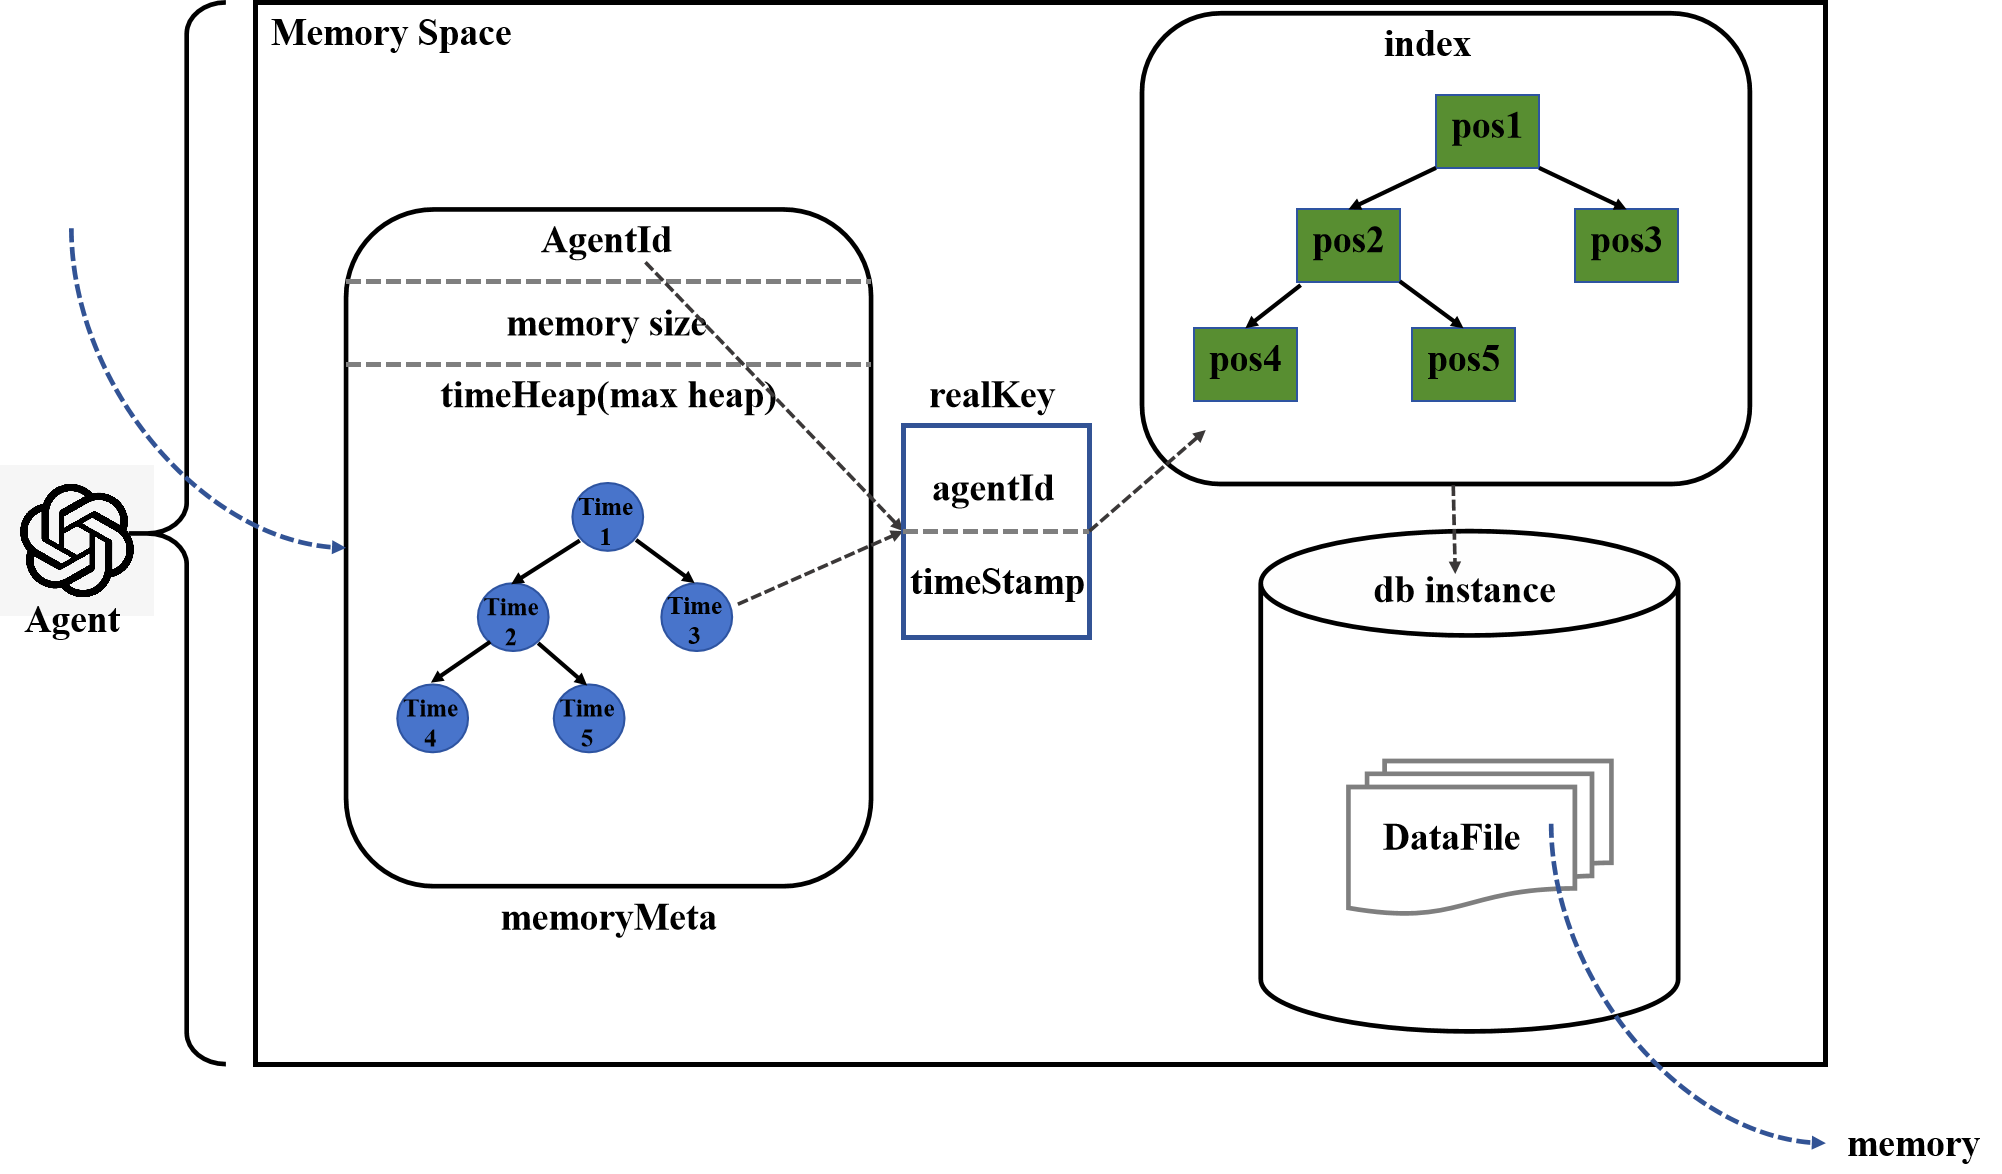 Memory Space
index
pos1
pos2
pos3
pos4
pos5
AgentId
memory size
timeHeap(max heap)
Time
1
Time
2
Time
3
Time
4
Time
5
memoryMeta
realKey
agentId
timeStamp
Agent
db instance
DataFile
memory